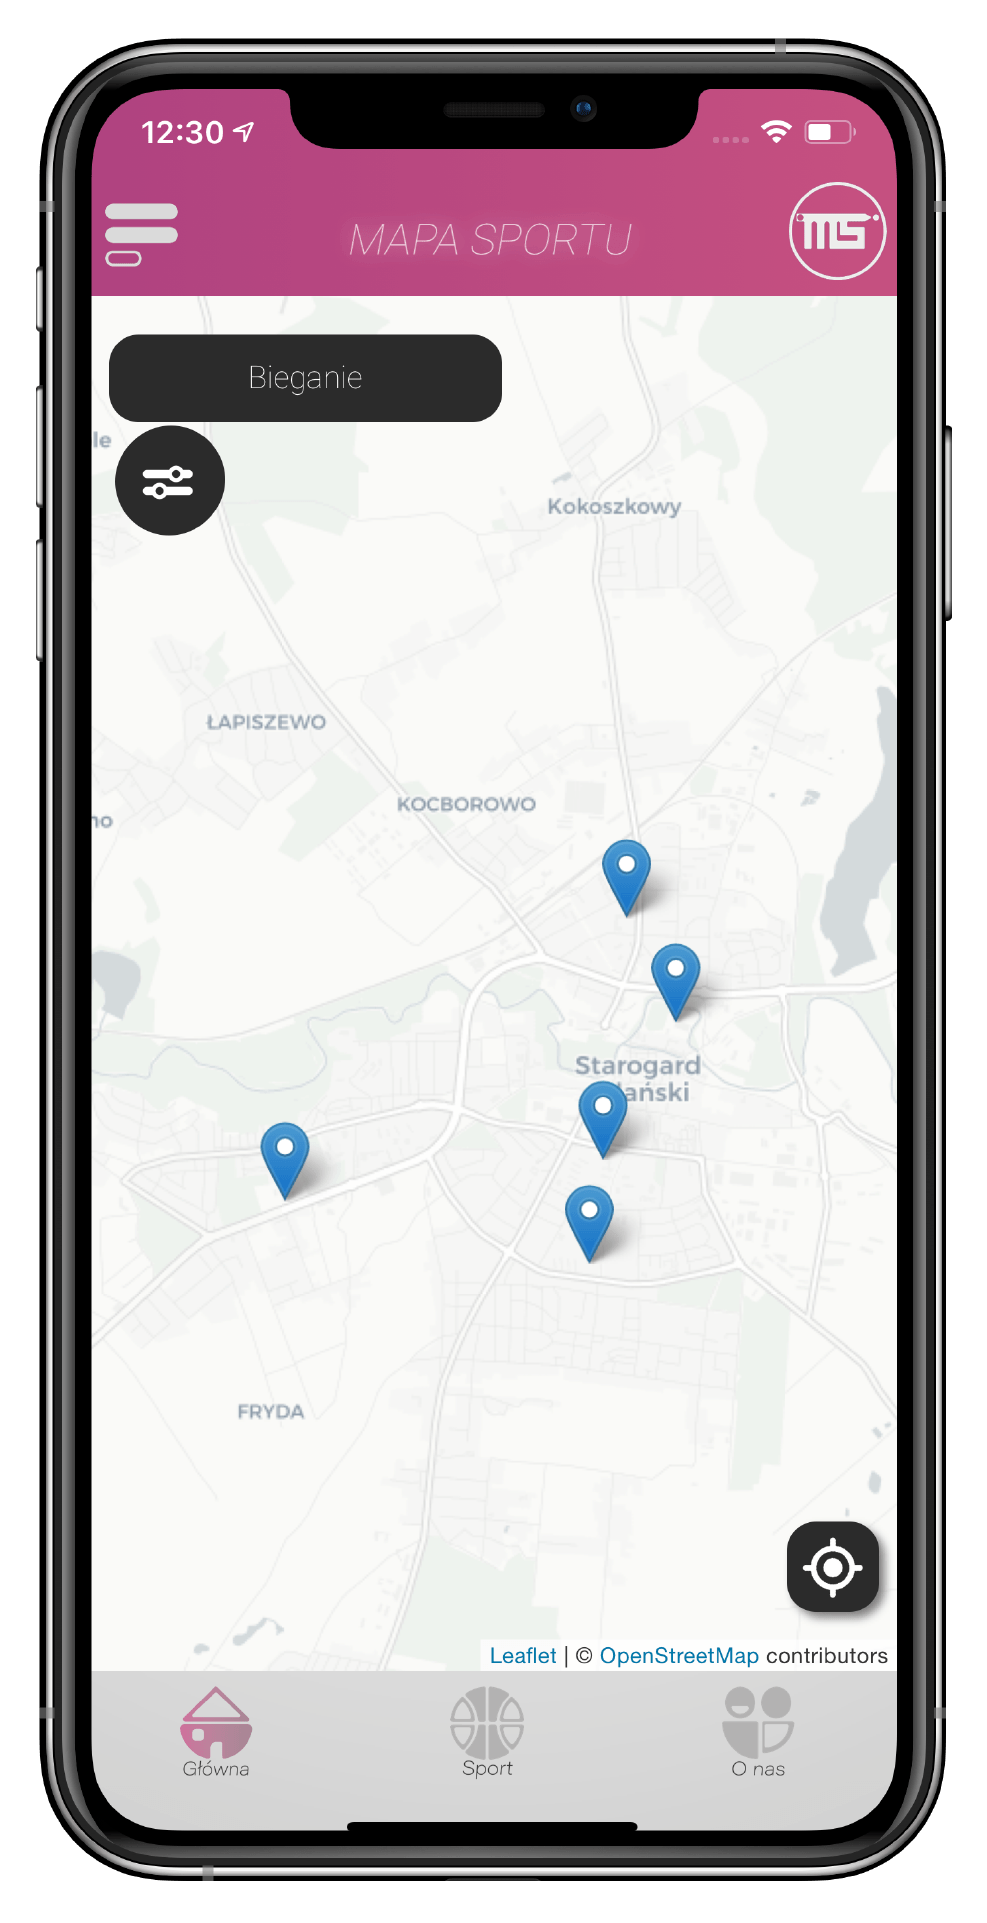 12:30
MAPA SPORTU
MS
Bieganie
le
Kokoszkowy
ŁAPISZEWO
KOCBOROWO
no
Starogard
ański
FRYDA
Leaflet | © OpenStreetMap contributors
Główna
Sport
O nas